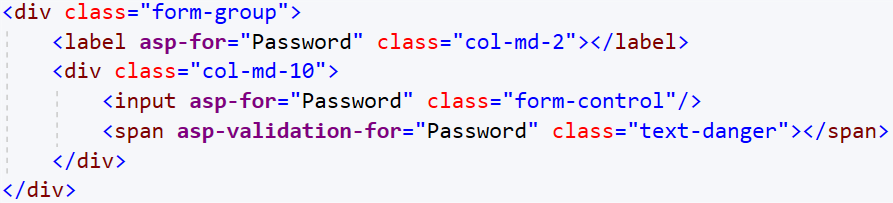 <div class="form-group">
<label asp-for="Password" class="col-md-2"></label>
<div class="col-md-10">
<input asp-for="Password" class="form-control"/>
<span asp-validation-for="Password" class="text-danger"></span>
</div>
</div>